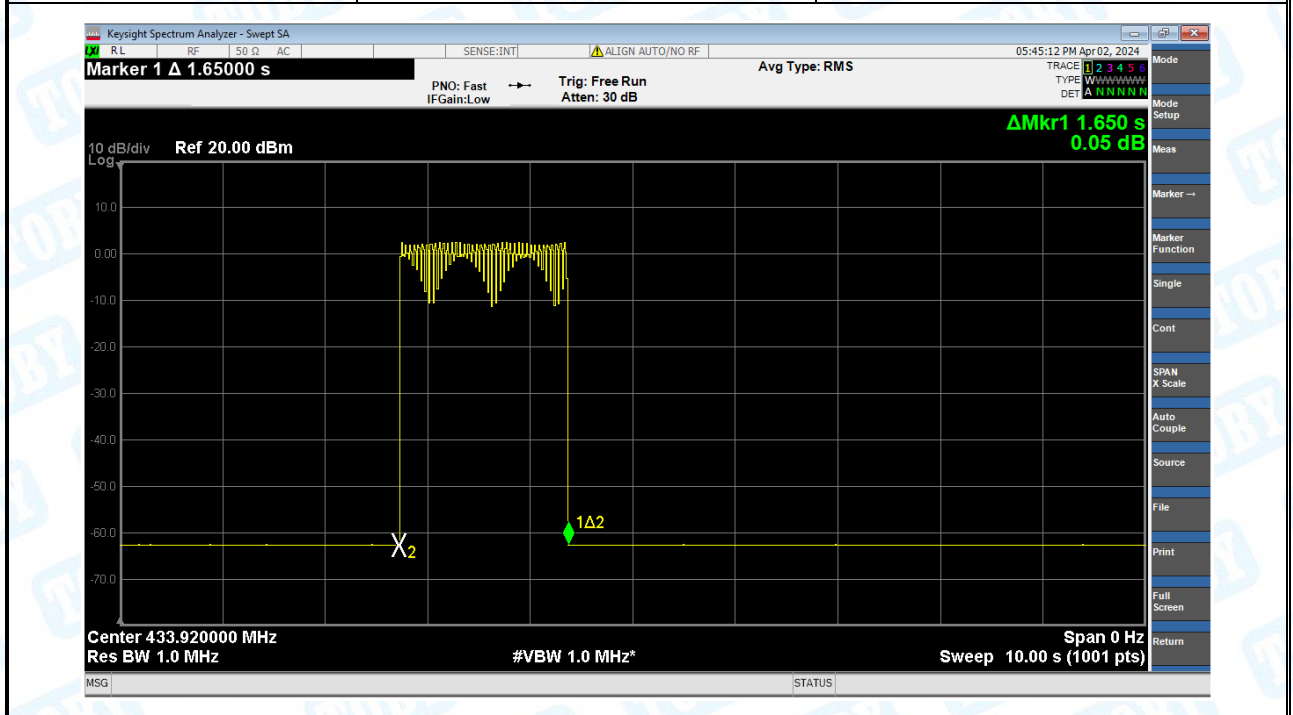 Keysight Spectrum Analyzer - Swept SA
LXI RL RF 50 Ω AC SENSE:INT ALIGN AUTO/NO RF 05:45:12 PM Apr 02, 2024
Marker 1 Δ 1.65000 s
PNO: Fast
IFGain:Low
Trig: Free Run
Atten: 30 dB
Avg Type: RMS
TRACE 1 2 3 4 5 6
TYPE WWWWWW
DET A N N N N N
ΔMkr1 1.650 s
0.05 dB
10 dB/div Ref 20.00 dBm
Log
10.0
0.00
-10.0
-20.0
-30.0
-40.0
-50.0
-60.0
-70.0
X2
1Δ2
Center 433.920000 MHz
Span 0 Hz
Res BW 1.0 MHz
#VBW 1.0 MHz*
Sweep 10.00 s (1001 pts)
MSG
STATUS
Mode
Mode
Setup
Meas
Marker →
Marker
Function
Single
Cont
SPAN
X Scale
Auto
Couple
Source
File
Print
Full
Screen
Return
TOBY